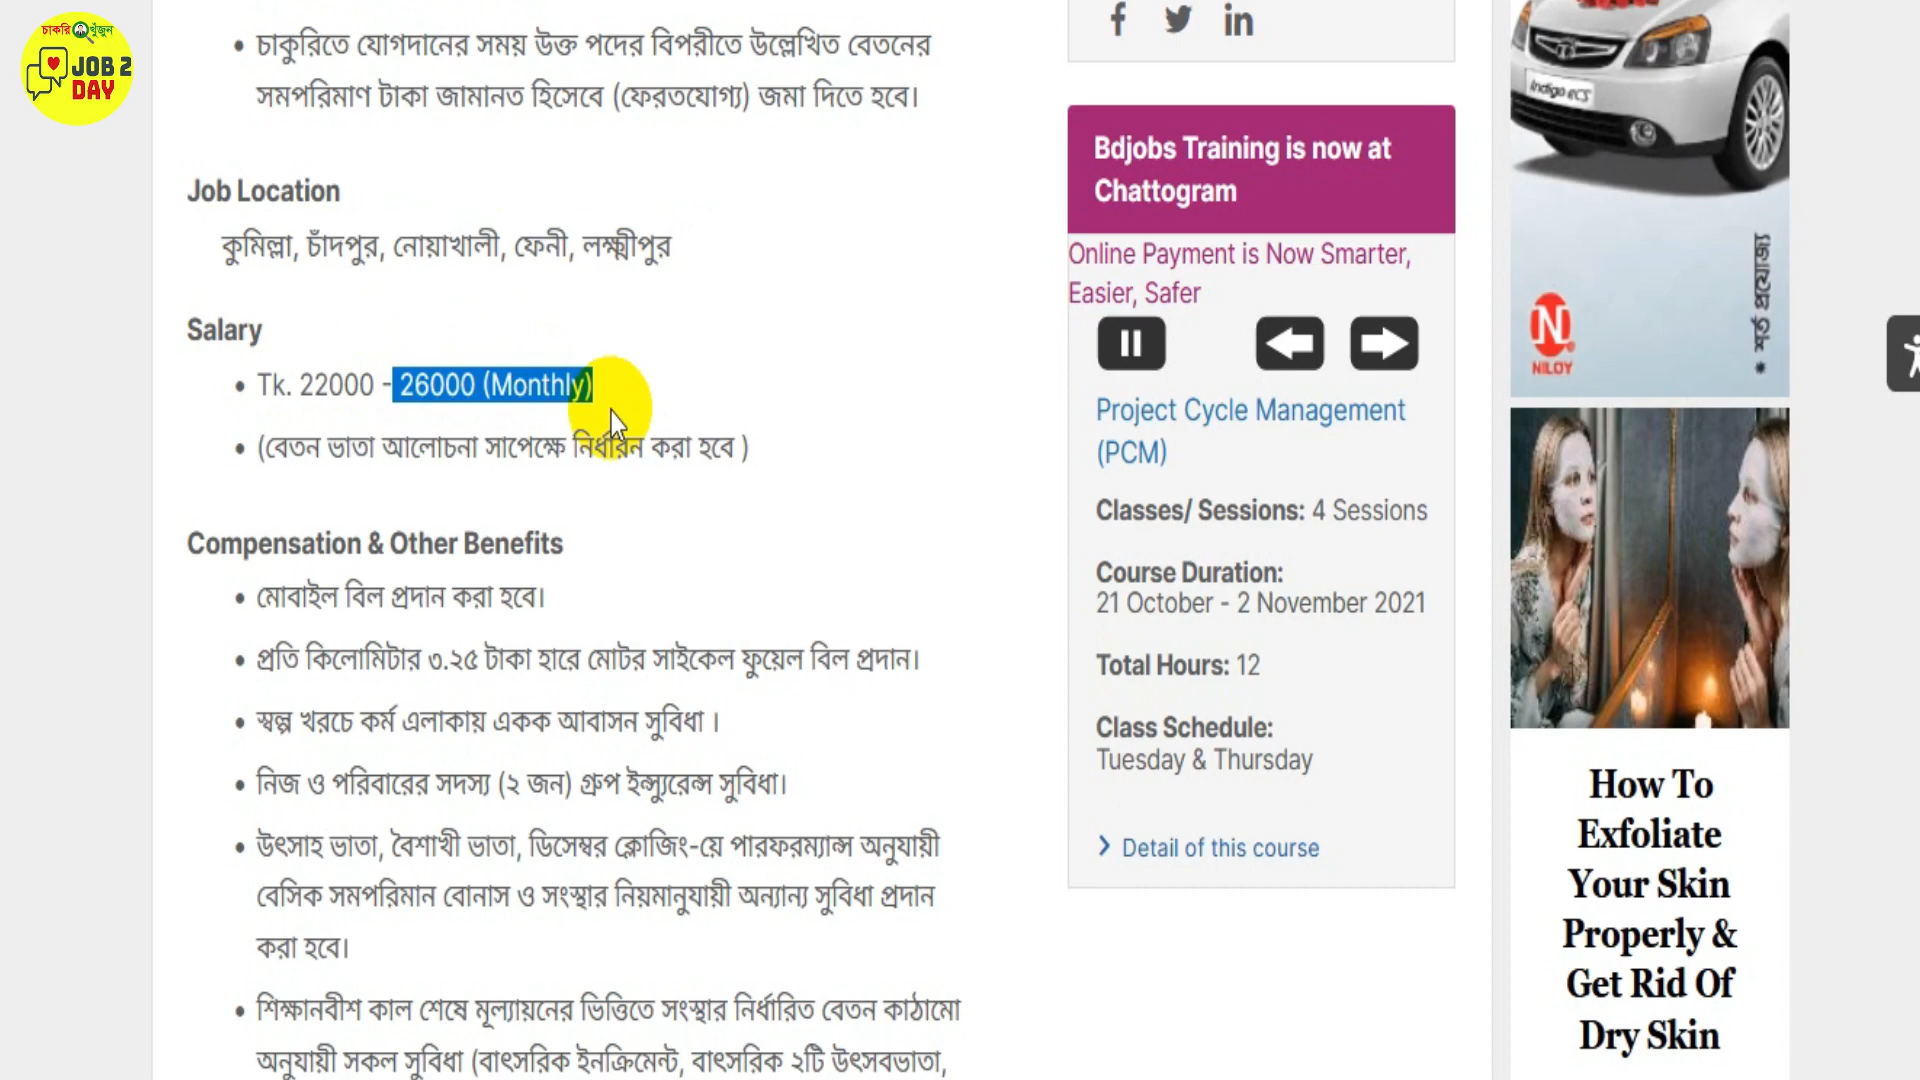 চাকরি খুঁজুন
JOB 2
DAY
চাকুরিতে যোগদানের সময় উক্ত পদের বিপরীতে উল্লেখিত বেতনের
সমপরিমাণ টাকা জামানত হিসেবে (ফেরতযোগ্য) জমা দিতে হবে।
Job Location
কুমিল্লা, চাঁদপুর, নোয়াখালী, ফেনী, লক্ষ্মীপুর
Salary
Tk. 22000 - 26000 (Monthly)
(বেতন ভাতা আলোচনা সাপেক্ষে নির্ধারন করা হবে )
Compensation & Other Benefits
মোবাইল বিল প্রদান করা হবে।
প্রতি কিলোমিটার ৩.২৫ টাকা হারে মোটর সাইকেল ফুয়েল বিল প্রদান।
স্বল্প খরচে কর্ম এলাকায় একক আবাসন সুবিধা ।
নিজ ও পরিবারের সদস্য (২ জন) গ্রুপ ইন্স্যুরেন্স সুবিধা।
উৎসাহ ভাতা, বৈশাখী ভাতা, ডিসেম্বর ক্লোজিং-য়ে পারফরম্যান্স অনুযায়ী
বেসিক সমপরিমান বোনাস ও সংস্থার নিয়মানুযায়ী অন্যান্য সুবিধা প্রদান
করা হবে।
শিক্ষানবীশ কাল শেষে মূল্যায়নের ভিত্তিতে সংস্থার নির্ধারিত বেতন কাঠামো
অনুযায়ী সকল সুবিধা (বাৎসরিক ইনক্রিমেন্ট, বাৎসরিক ২টি উৎসবভাতা,
Bdjobs Training is now at
Chattogram
Online Payment is Now Smarter,
Easier, Safer
Project Cycle Management
(PCM)
Classes/ Sessions: 4 Sessions
Course Duration:
21 October - 2 November 2021
Total Hours: 12
Class Schedule:
Tuesday & Thursday
Detail of this course
Indigo eCS
NILOY
* শর্ত প্রযোজ্য
How To
Exfoliate
Your Skin
Properly &
Get Rid Of
Dry Skin